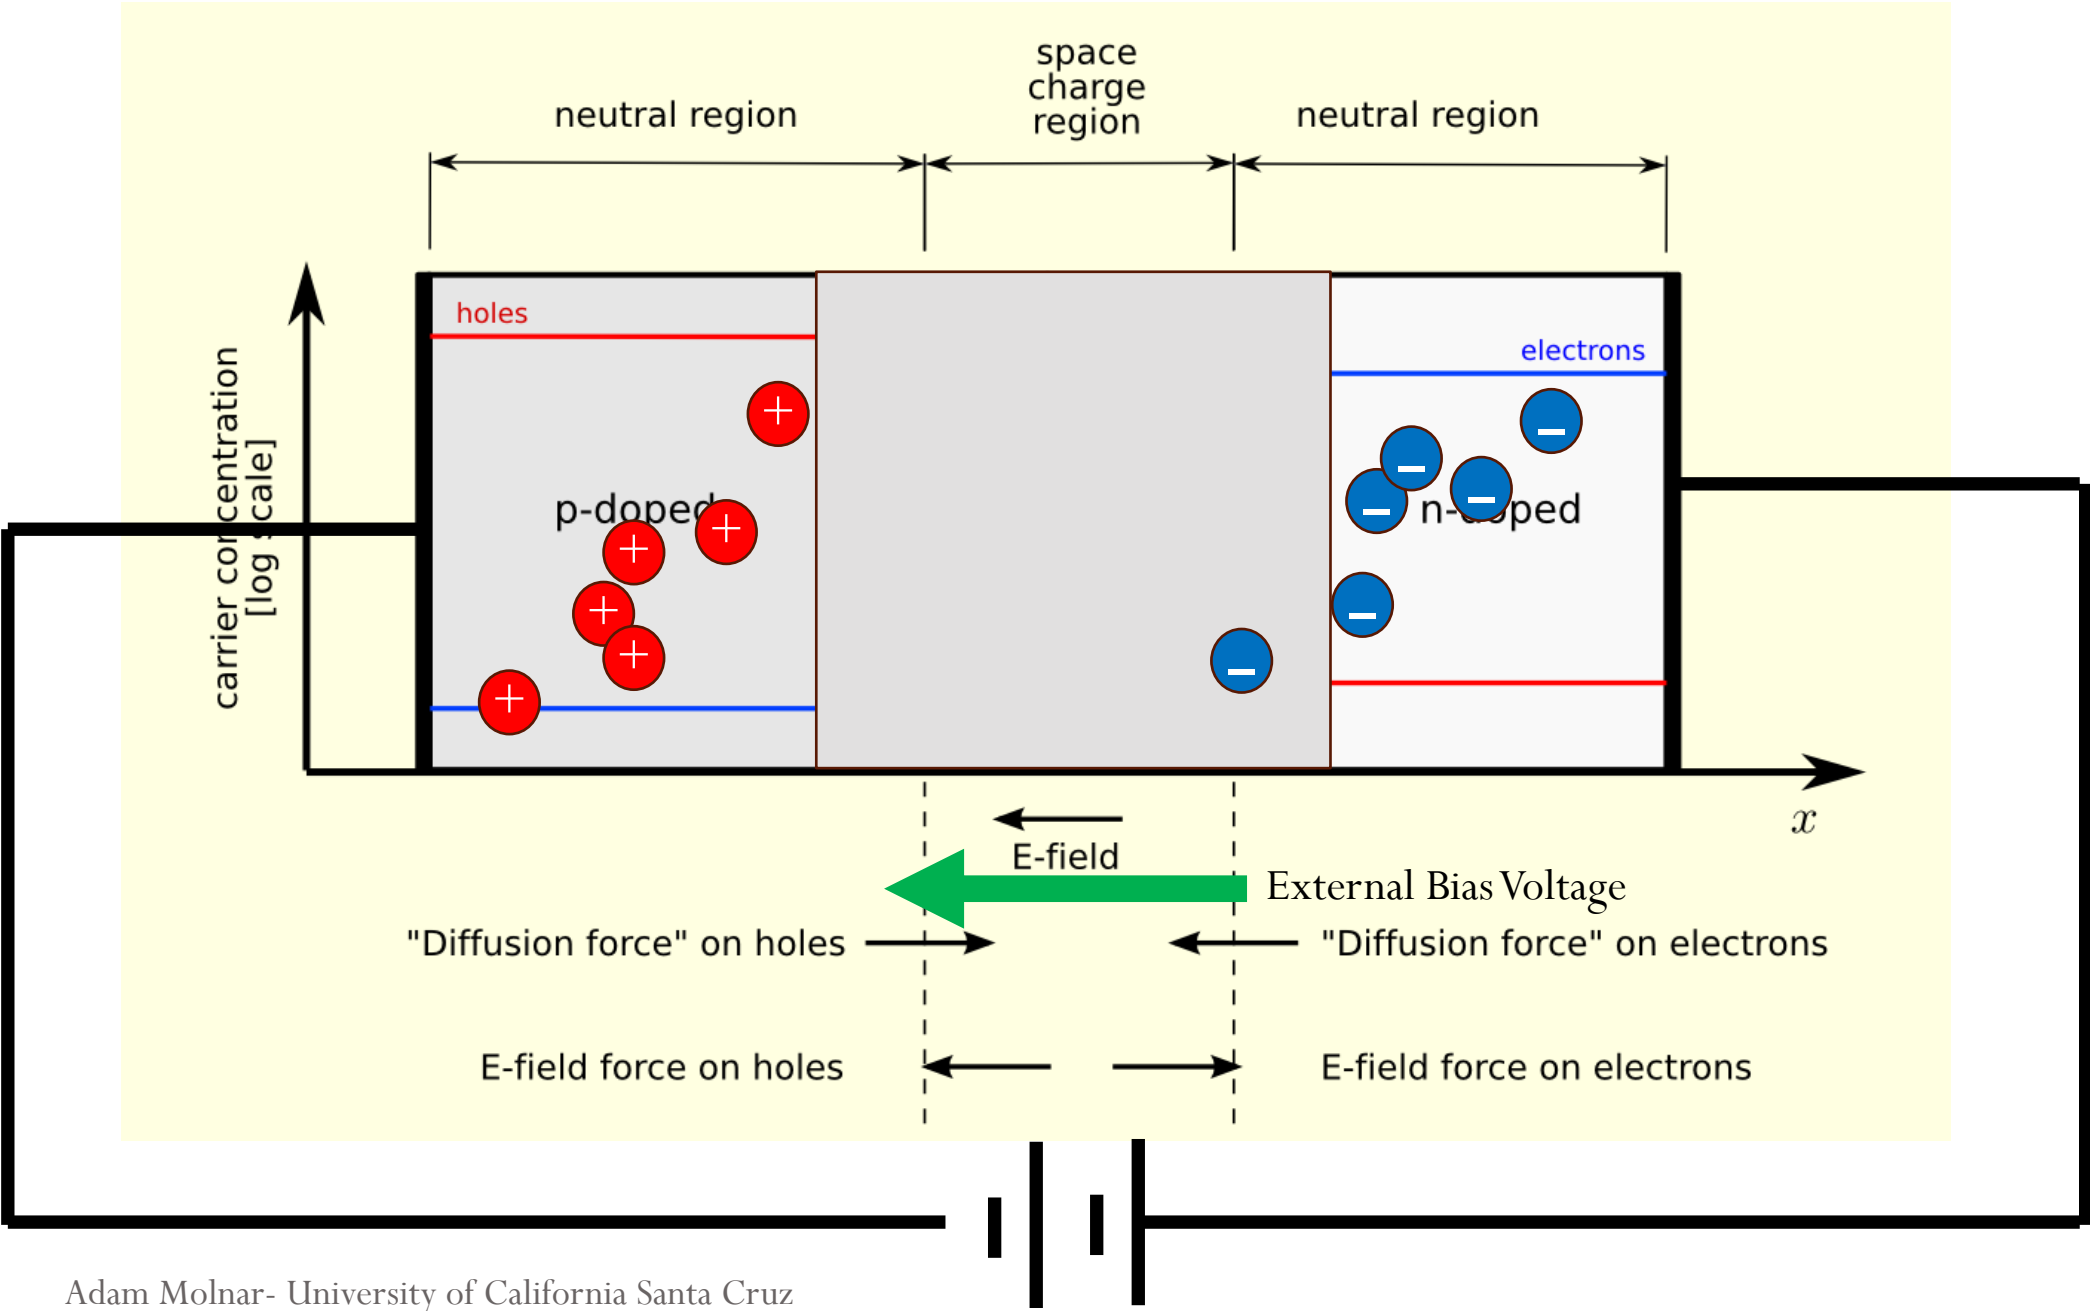 space
charge
region
neutral region
neutral region
holes
electrons
carrier concentration
[log scale]
p-doped
n-doped
x
E-field
External Bias Voltage
"Diffusion force" on holes
"Diffusion force" on electrons
E-field force on holes
E-field force on electrons
Adam Molnar- University of California Santa Cruz